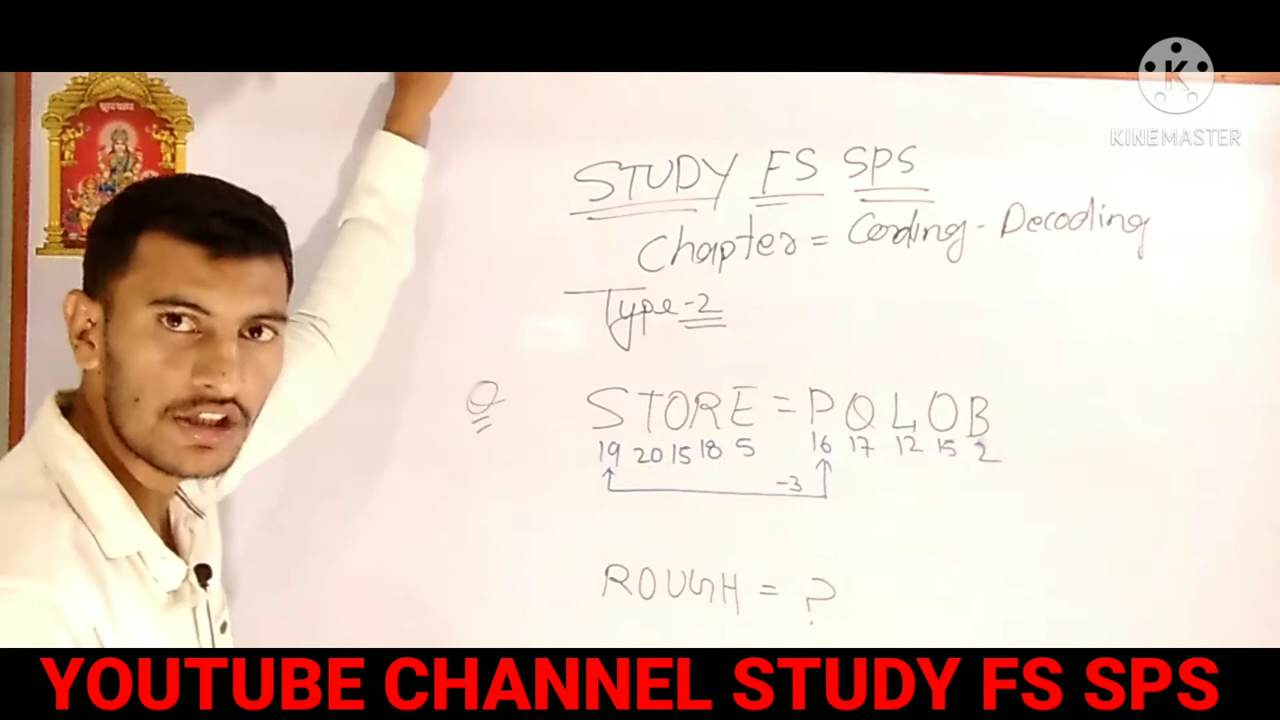 KINEMASTER
STUDY FS SPS
Chapter = Coding - Decoding
Type-2
Q STORE = PQLOB
19 20 15 18 5 16 17 12 15 2
-3
ROUGH = ?
YOUTUBE CHANNEL STUDY FS SPS